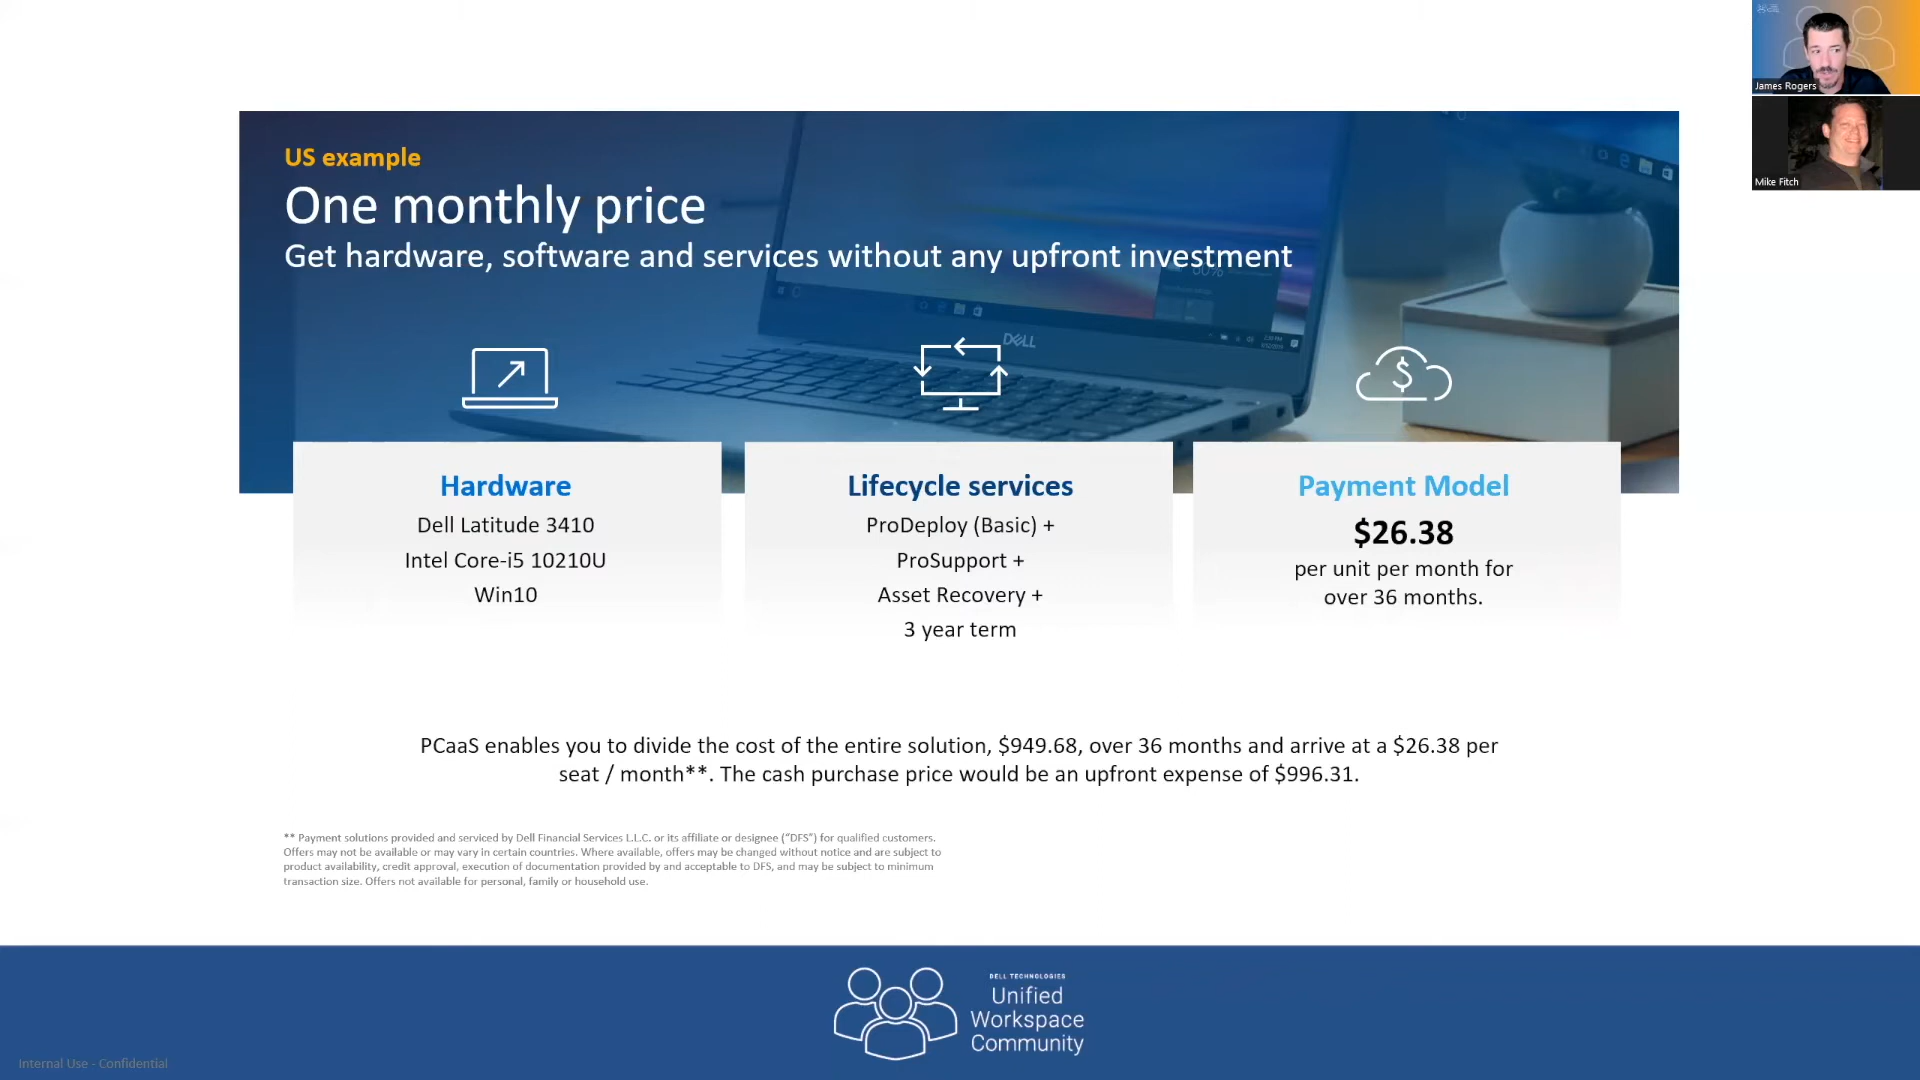 James Rogers
Mike Fitch
US example
One monthly price
Get hardware, software and services without any upfront investment
DELL
Hardware
Dell Latitude 3410
Intel Core-i5 10210U
Win10
Lifecycle services
ProDeploy (Basic) +
ProSupport +
Asset Recovery +
3 year term
Payment Model
$26.38
per unit per month for
over 36 months.
PCaaS enables you to divide the cost of the entire solution, $949.68, over 36 months and arrive at a $26.38 per
seat / month**. The cash purchase price would be an upfront expense of $996.31.
** Payment solutions provided and serviced by Dell Financial Services L.L.C. or its affiliate or designee (“DFS”) for qualified customers.
Offers may not be available or may vary in certain countries. Where available, offers may be changed without notice and are subject to
product availability, credit approval, execution of documentation provided by and acceptable to DFS, and may be subject to minimum
transaction size. Offers not available for personal, family or household use.
DELL TECHNOLOGIES
Unified
Workspace
Community
Internal Use - Confidential